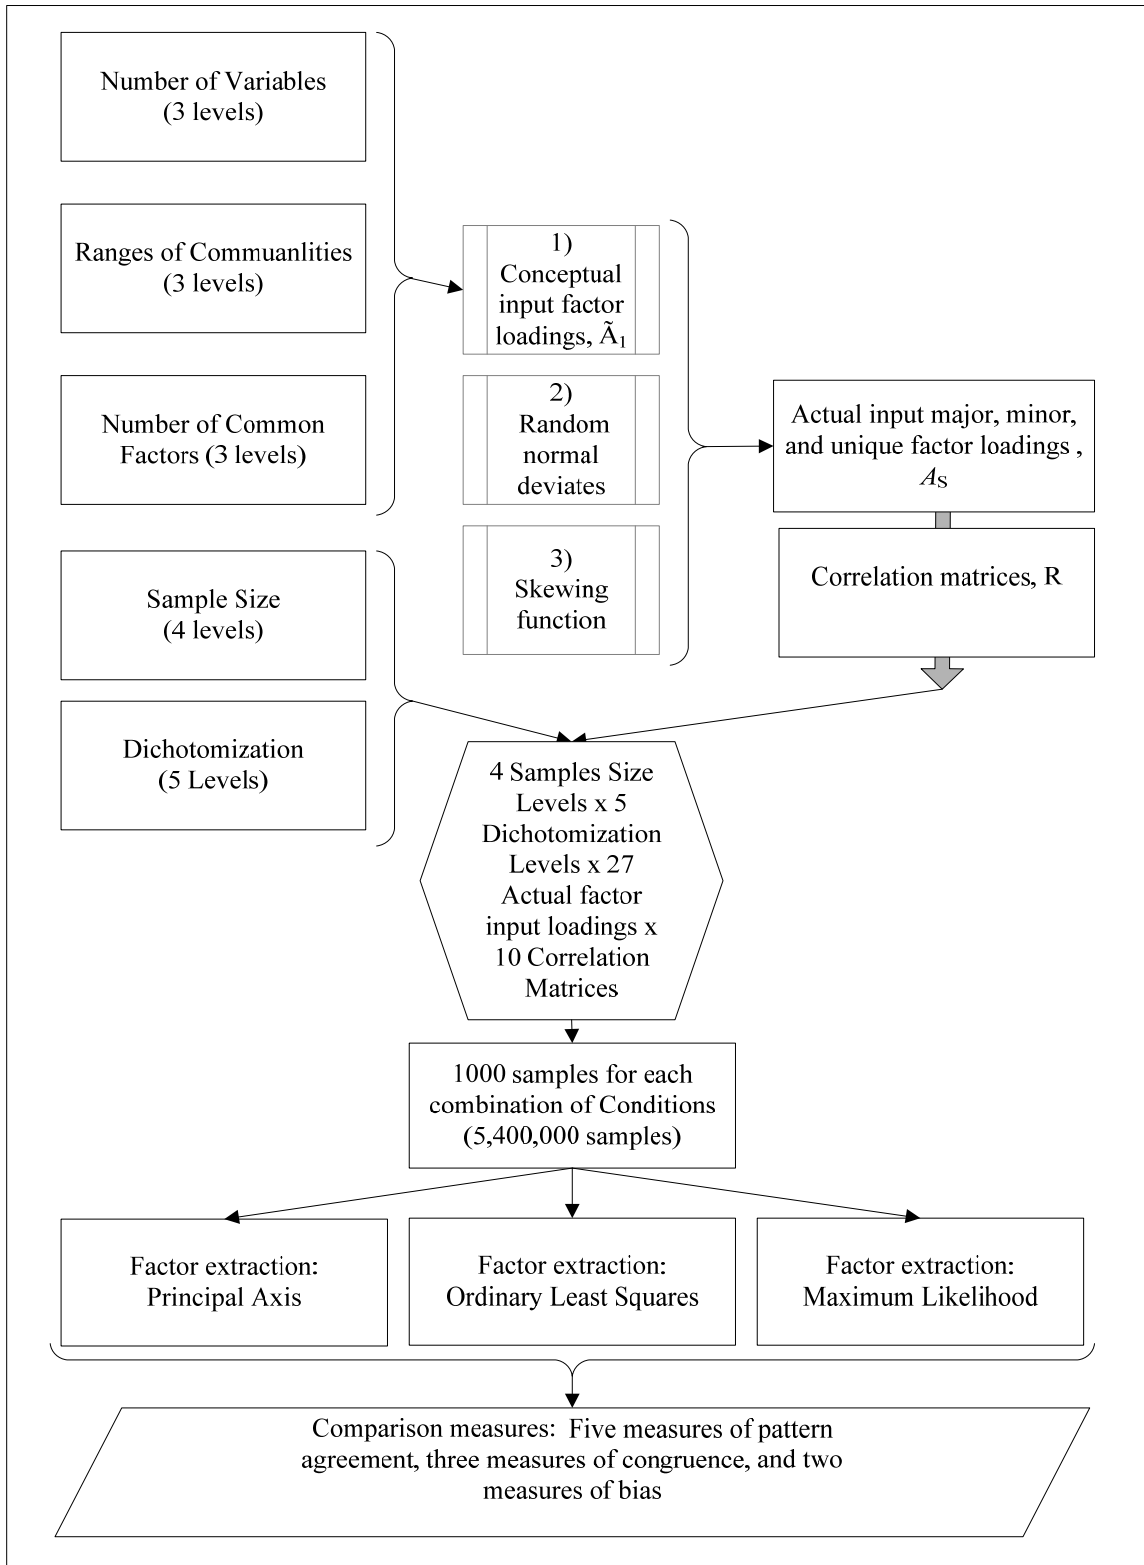 Number of Variables
(3 levels)
Ranges of Commuanlities
(3 levels)
Number of Common
Factors (3 levels)
Sample Size
(4 levels)
Dichotomization
(5 Levels)
1)
Conceptual
input factor
loadings, Ã₁
2)
Random
normal
deviates
3)
Skewing
function
Actual input major, minor,
and unique factor loadings ,
As
Correlation matrices, R
4 Samples Size
Levels x 5
Dichotomization
Levels x 27
Actual factor
input loadings x
10 Correlation
Matrices
1000 samples for each
combination of Conditions
(5,400,000 samples)
Factor extraction:
Principal Axis
Factor extraction:
Ordinary Least Squares
Factor extraction:
Maximum Likelihood
Comparison measures: Five measures of pattern
agreement, three measures of congruence, and two
measures of bias